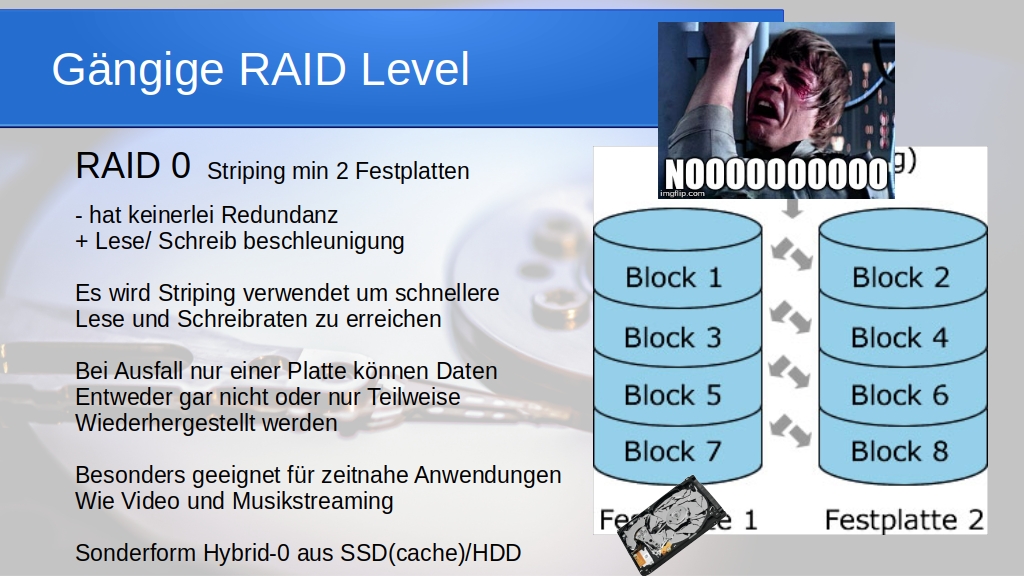 Gängige RAID Level
NOOOOOOOOOOO
imgflip.com
g)
RAID 0 Striping min 2 Festplatten
- hat keinerlei Redundanz
+ Lese/ Schreib beschleunigung
Es wird Striping verwendet um schnellere
Lese und Schreibraten zu erreichen
Bei Ausfall nur einer Platte können Daten
Entweder gar nicht oder nur Teilweise
Wiederhergestellt werden
Besonders geeignet für zeitnahe Anwendungen
Wie Video und Musikstreaming
Sonderform Hybrid-0 aus SSD(cache)/HDD
Block 1 Block 2
Block 3 Block 4
Block 5 Block 6
Block 7 Block 8
1 Festplatte 2